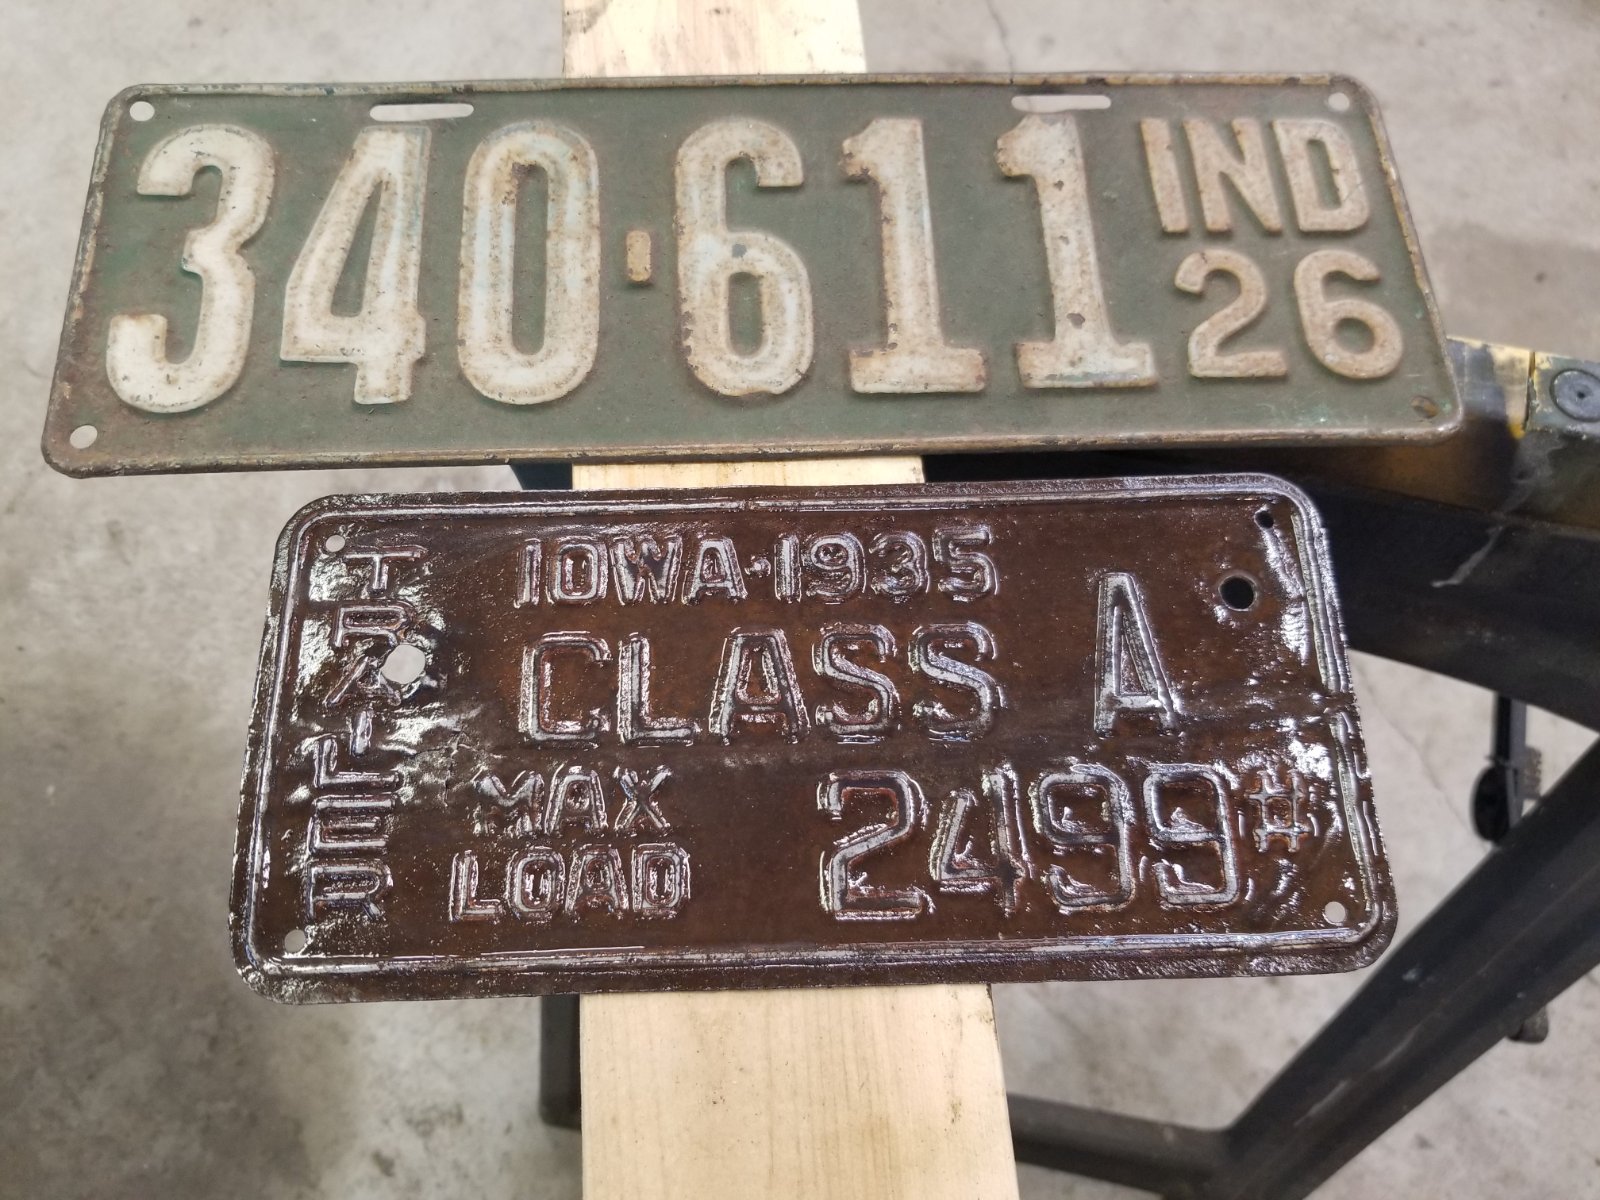 340-611 IND 26
IOWA·1935
TRAILER
CLASS A
MAX LOAD 2499#